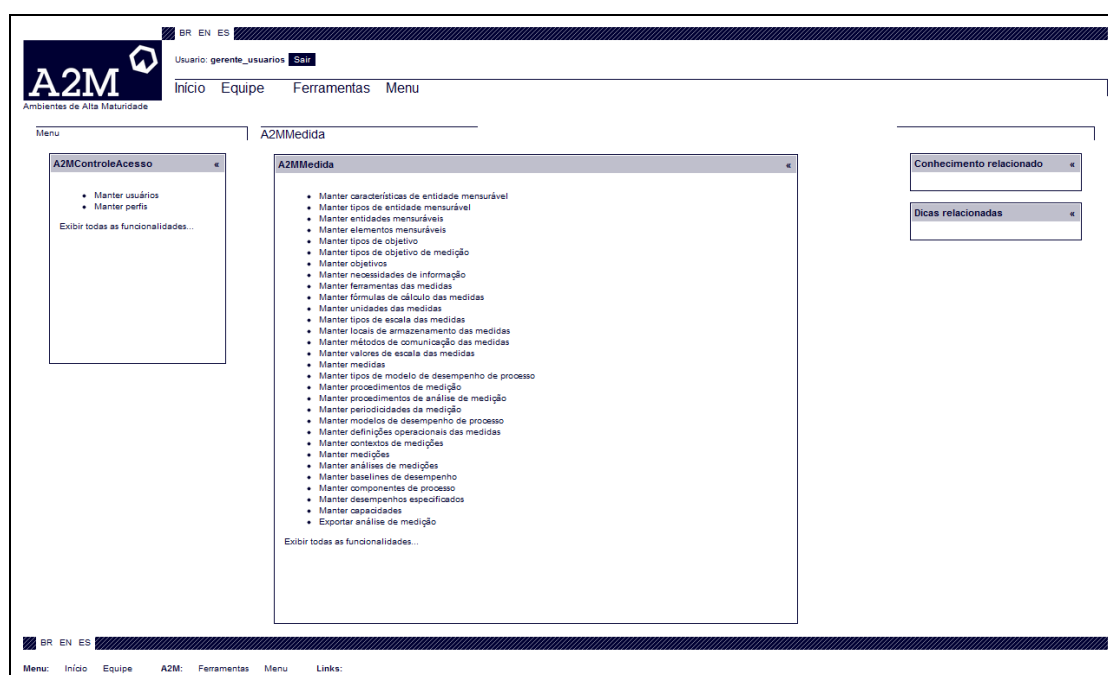 BR EN ES
A2M
Ambientes de Alta Maturidade
Usuario: gerente_usuarios Sair
Início Equipe Ferramentas Menu
Menu
A2MControleAcesso «
Manter usuários
Manter perfis
Exibir todas as funcionalidades...
A2MMedida
A2MMedida «
Manter características de entidade mensurável
Manter tipos de entidade mensurável
Manter entidades mensuráveis
Manter elementos mensuráveis
Manter tipos de objetivo
Manter tipos de objetivo de medição
Manter objetivos
Manter necessidades de informação
Manter ferramentas das medidas
Manter fórmulas de cálculo das medidas
Manter unidades das medidas
Manter tipos de escala das medidas
Manter locais de armazenamento das medidas
Manter métodos de comunicação das medidas
Manter valores de escala das medidas
Manter medidas
Manter tipos de modelo de desempenho de processo
Manter procedimentos de medição
Manter procedimentos de análise de medição
Manter periodicidades da medição
Manter modelos de desempenho de processo
Manter definições operacionais das medidas
Manter contextos de medições
Manter medições
Manter análises de medições
Manter baselines de desempenho
Manter componentes de processo
Manter desempenhos especificados
Manter capacidades
Exportar análise de medição
Exibir todas as funcionalidades...
Conhecimento relacionado «
Dicas relacionadas «
BR EN ES
Menu: Início Equipe A2M: Ferramentas Menu Links: